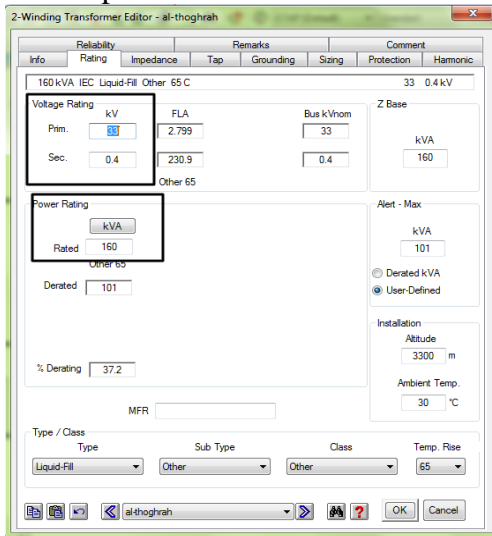 2-Winding Transformer Editor - al-thoghrah
Reliability Remarks Comment
Info Rating Impedance Tap Grounding Sizing Protection Harmonic
160 kVA IEC Liquid-Fill Other 65 C 33 0.4 kV
Voltage Rating Z Base
kV FLA Bus kVnom
Prim. 33 2.799 33
kVA
Sec. 0.4 230.9 0.4 160
Other 65
Power Rating Alert - Max
kVA kVA
Rated 160 101
Other 65
Derated kVA
Derated 101 User-Defined
Installation
Altitude
3300 m
% Derating 37.2
Ambient Temp.
30 °C
MFR
Type / Class
Type Sub Type Class Temp. Rise
Liquid-Fill Other Other 65
al-thoghrah ? OK Cancel